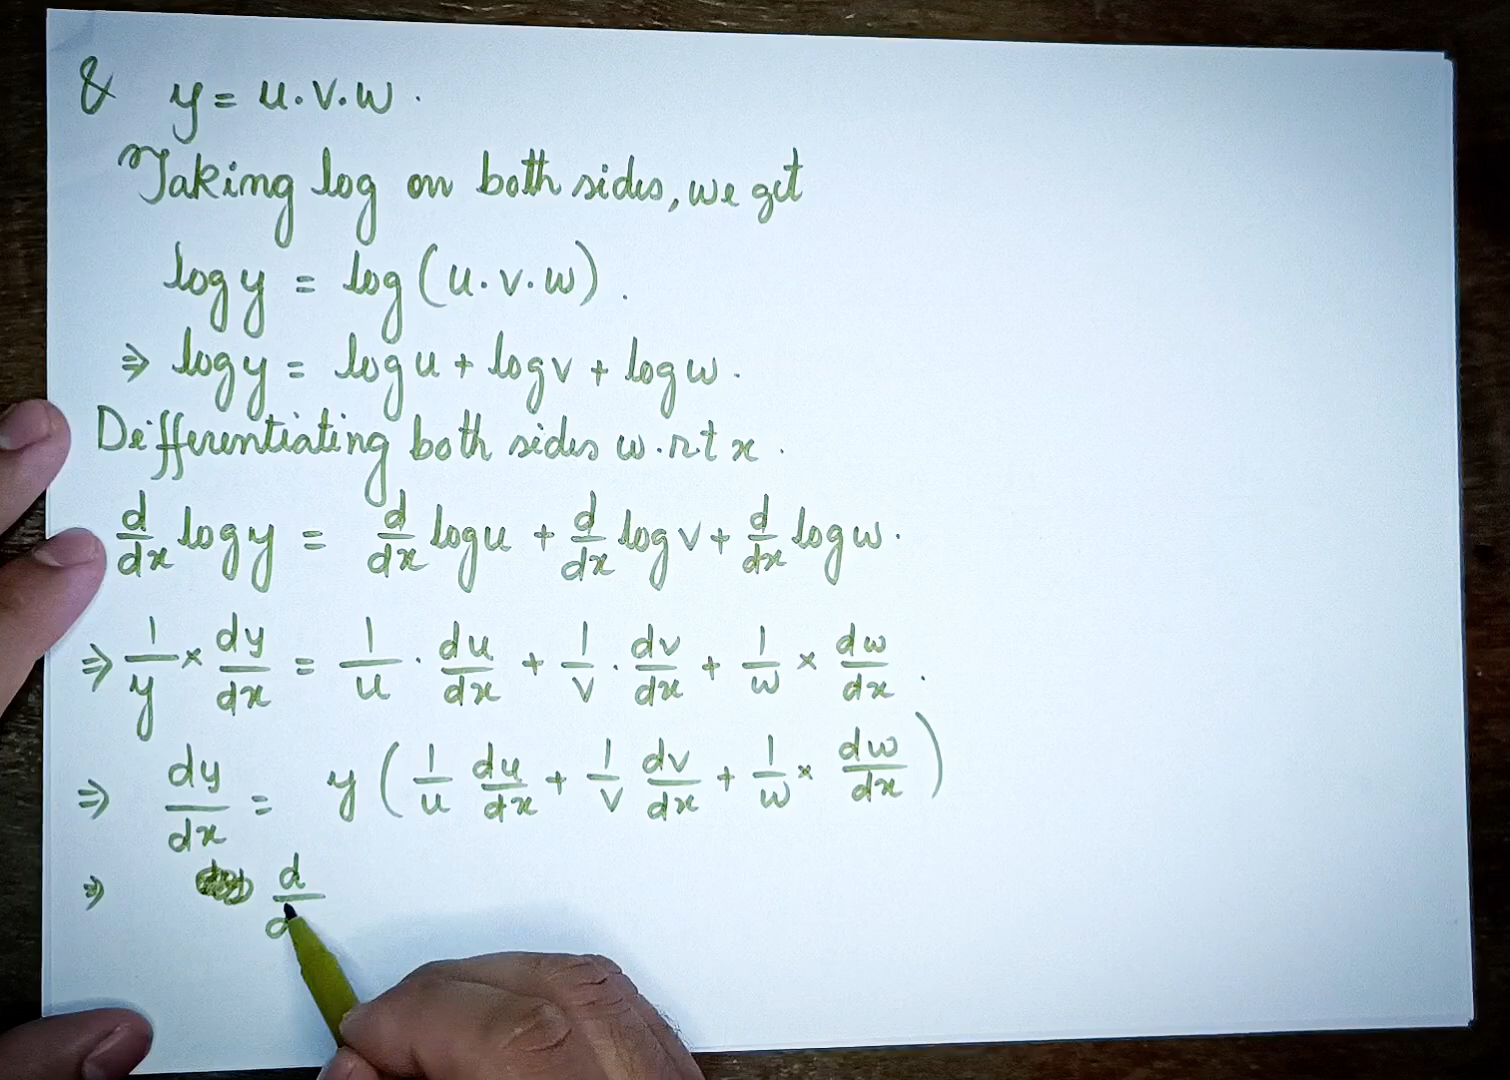 & y = u.v.w.
Taking log on both sides, we get
log y = log (u.v.w).
⇒ log y = log u + log v + log w.
Differentiating both sides w.r.t x.
d/dx log y = d/dx log u + d/dx log v + d/dx log w.
⇒ 1/y × dy/dx = 1/u . du/dx + 1/v . dv/dx + 1/w × dw/dx.
⇒ dy/dx = y ( 1/u du/dx + 1/v dv/dx + 1/w × dw/dx )
⇒ d/d